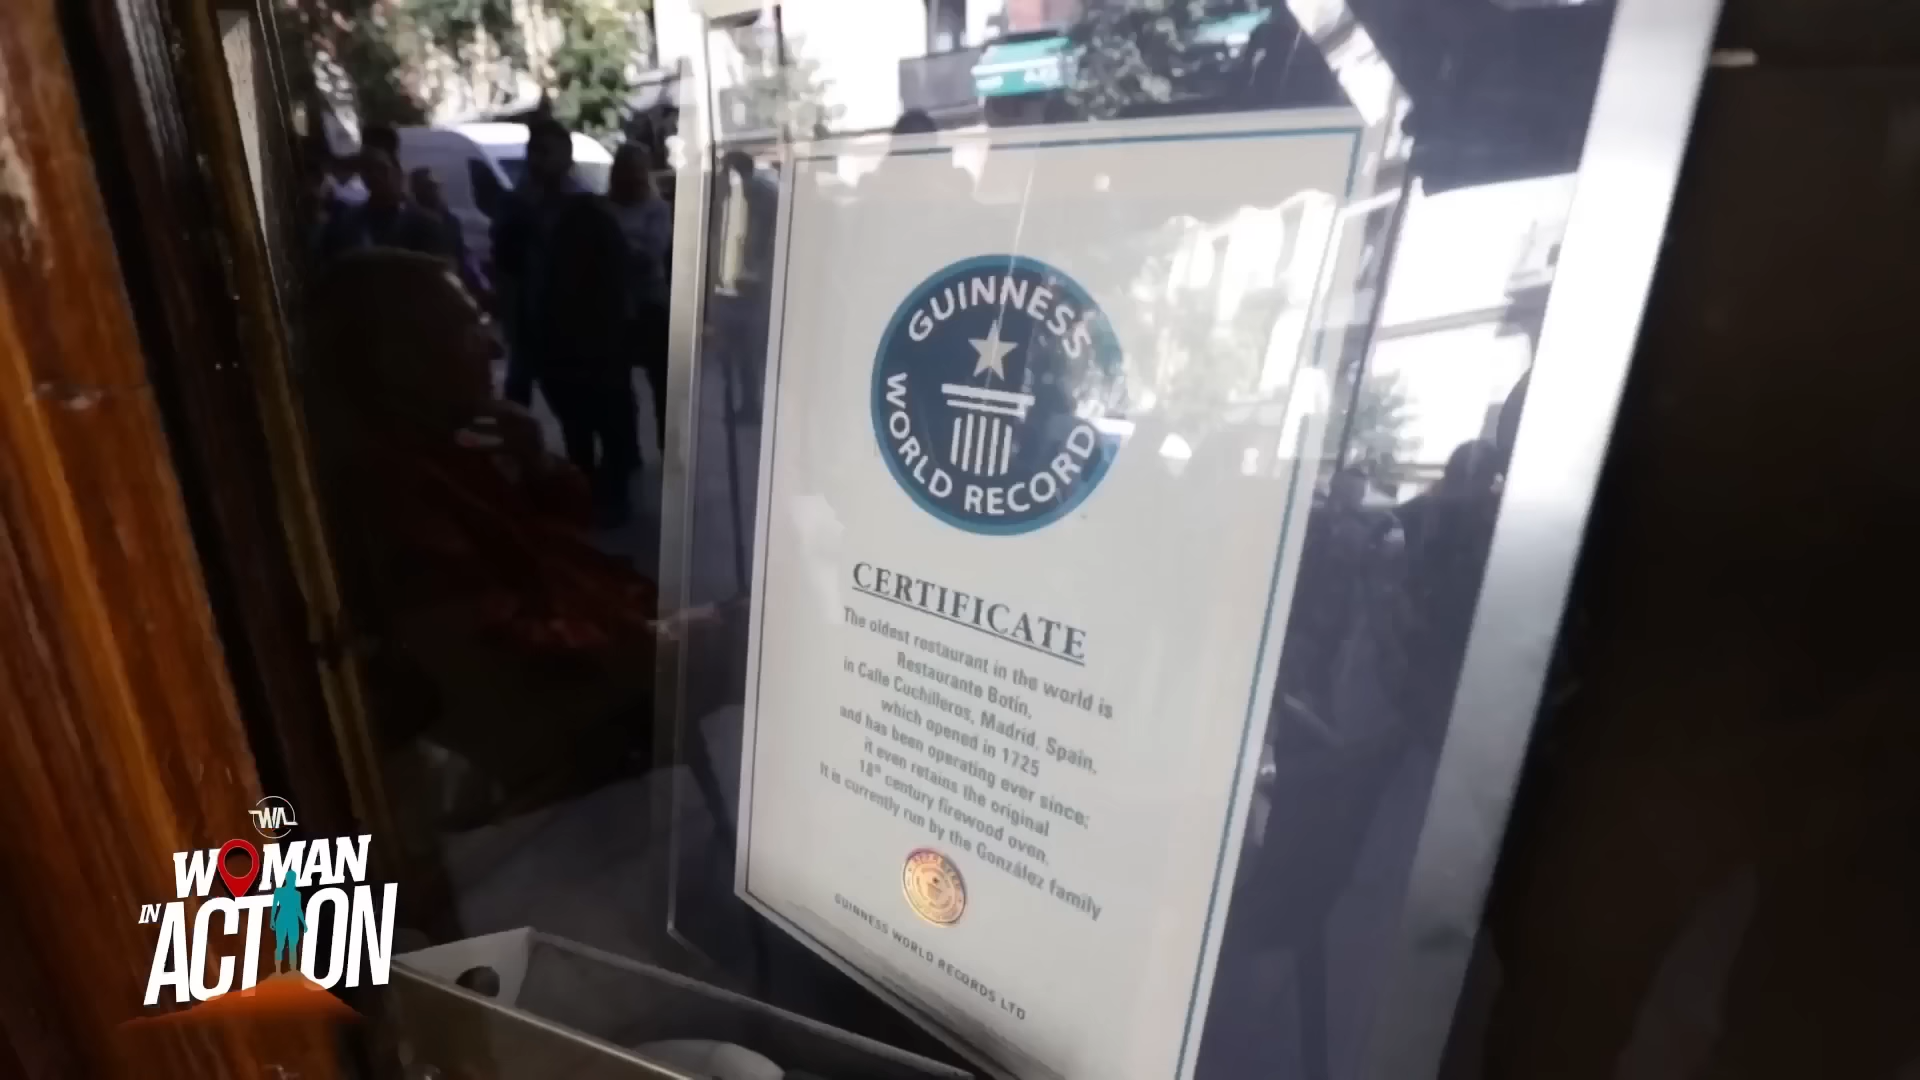 GUINNESS
WORLD RECORDS
CERTIFICATE
The oldest restaurant in the world is
Restaurante Botín,
in Calle Cuchilleros, Madrid, Spain,
which opened in 1725
and has been operating ever since;
it even retains the original
18th century firewood oven.
It is currently run by the González family
GUINNESS WORLD RECORDS LTD
WA
WOMAN
IN ACTION